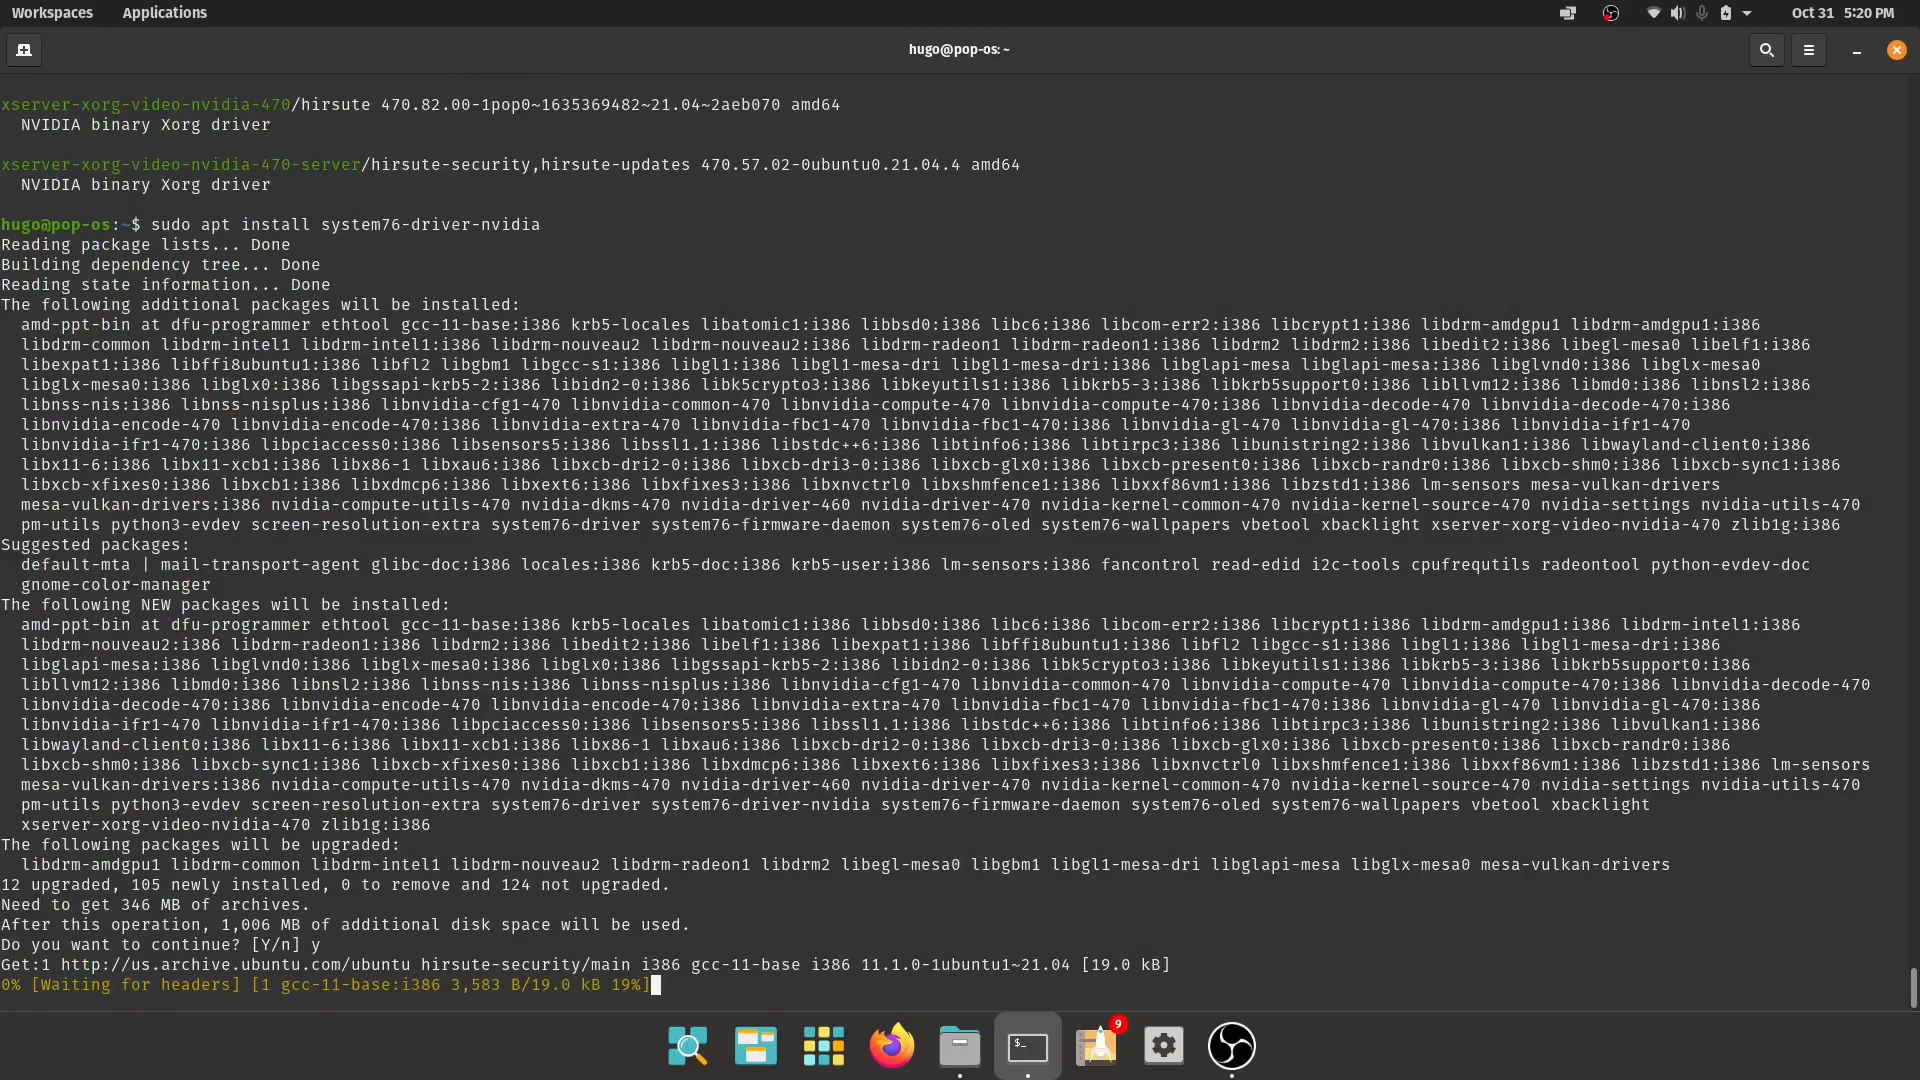 Workspaces Applications Oct 31 5:20 PM
hugo@pop-os: ~
xserver-xorg-video-nvidia-470/hirsute 470.82.00-1pop0~1635369482~21.04~2aeb070 amd64
NVIDIA binary Xorg driver
xserver-xorg-video-nvidia-470-server/hirsute-security,hirsute-updates 470.57.02-0ubuntu0.21.04.4 amd64
NVIDIA binary Xorg driver
hugo@pop-os:~$ sudo apt install system76-driver-nvidia
Reading package lists... Done
Building dependency tree... Done
Reading state information... Done
The following additional packages will be installed:
amd-ppt-bin at dfu-programmer ethtool gcc-11-base:i386 krb5-locales libatomic1:i386 libbsd0:i386 libc6:i386 libcom-err2:i386 libcrypt1:i386 libdrm-amdgpu1 libdrm-amdgpu1:i386
libdrm-common libdrm-intel1 libdrm-intel1:i386 libdrm-nouveau2 libdrm-nouveau2:i386 libdrm-radeon1 libdrm-radeon1:i386 libdrm2 libdrm2:i386 libedit2:i386 libegl-mesa0 libelf1:i386
libexpat1:i386 libffi8ubuntu1:i386 libfl2 libgbm1 libgcc-s1:i386 libgl1:i386 libgl1-mesa-dri libgl1-mesa-dri:i386 libglapi-mesa libglapi-mesa:i386 libglvnd0:i386 libglx-mesa0
libglx-mesa0:i386 libglx0:i386 libgssapi-krb5-2:i386 libidn2-0:i386 libk5crypto3:i386 libkeyutils1:i386 libkrb5-3:i386 libkrb5support0:i386 libllvm12:i386 libmd0:i386 libnsl2:i386
libnss-nis:i386 libnss-nisplus:i386 libnvidia-cfg1-470 libnvidia-common-470 libnvidia-compute-470 libnvidia-compute-470:i386 libnvidia-decode-470 libnvidia-decode-470:i386
libnvidia-encode-470 libnvidia-encode-470:i386 libnvidia-extra-470 libnvidia-fbc1-470 libnvidia-fbc1-470:i386 libnvidia-gl-470 libnvidia-gl-470:i386 libnvidia-ifr1-470
libnvidia-ifr1-470:i386 libpciaccess0:i386 libsensors5:i386 libssl1.1:i386 libstdc++6:i386 libtinfo6:i386 libtirpc3:i386 libunistring2:i386 libvulkan1:i386 libwayland-client0:i386
libx11-6:i386 libx11-xcb1:i386 libx86-1 libxau6:i386 libxcb-dri2-0:i386 libxcb-dri3-0:i386 libxcb-glx0:i386 libxcb-present0:i386 libxcb-randr0:i386 libxcb-shm0:i386 libxcb-sync1:i386
libxcb-xfixes0:i386 libxcb1:i386 libxdmcp6:i386 libxext6:i386 libxfixes3:i386 libxnvctrl0 libxshmfence1:i386 libxxf86vm1:i386 libzstd1:i386 lm-sensors mesa-vulkan-drivers
mesa-vulkan-drivers:i386 nvidia-compute-utils-470 nvidia-dkms-470 nvidia-driver-460 nvidia-driver-470 nvidia-kernel-common-470 nvidia-kernel-source-470 nvidia-settings nvidia-utils-470
pm-utils python3-evdev screen-resolution-extra system76-driver system76-firmware-daemon system76-oled system76-wallpapers vbetool xbacklight xserver-xorg-video-nvidia-470 zlib1g:i386
Suggested packages:
default-mta | mail-transport-agent glibc-doc:i386 locales:i386 krb5-doc:i386 krb5-user:i386 lm-sensors:i386 fancontrol read-edid i2c-tools cpufrequtils radeontool python-evdev-doc
gnome-color-manager
The following NEW packages will be installed:
amd-ppt-bin at dfu-programmer ethtool gcc-11-base:i386 krb5-locales libatomic1:i386 libbsd0:i386 libc6:i386 libcom-err2:i386 libcrypt1:i386 libdrm-amdgpu1:i386 libdrm-intel1:i386
libdrm-nouveau2:i386 libdrm-radeon1:i386 libdrm2:i386 libedit2:i386 libelf1:i386 libexpat1:i386 libffi8ubuntu1:i386 libfl2 libgcc-s1:i386 libgl1:i386 libgl1-mesa-dri:i386
libglapi-mesa:i386 libglvnd0:i386 libglx-mesa0:i386 libglx0:i386 libgssapi-krb5-2:i386 libidn2-0:i386 libk5crypto3:i386 libkeyutils1:i386 libkrb5-3:i386 libkrb5support0:i386
libllvm12:i386 libmd0:i386 libnsl2:i386 libnss-nis:i386 libnss-nisplus:i386 libnvidia-cfg1-470 libnvidia-common-470 libnvidia-compute-470 libnvidia-compute-470:i386 libnvidia-decode-470
libnvidia-decode-470:i386 libnvidia-encode-470 libnvidia-encode-470:i386 libnvidia-extra-470 libnvidia-fbc1-470 libnvidia-fbc1-470:i386 libnvidia-gl-470 libnvidia-gl-470:i386
libnvidia-ifr1-470 libnvidia-ifr1-470:i386 libpciaccess0:i386 libsensors5:i386 libssl1.1:i386 libstdc++6:i386 libtinfo6:i386 libtirpc3:i386 libunistring2:i386 libvulkan1:i386
libwayland-client0:i386 libx11-6:i386 libx11-xcb1:i386 libx86-1 libxau6:i386 libxcb-dri2-0:i386 libxcb-dri3-0:i386 libxcb-glx0:i386 libxcb-present0:i386 libxcb-randr0:i386
libxcb-shm0:i386 libxcb-sync1:i386 libxcb-xfixes0:i386 libxcb1:i386 libxdmcp6:i386 libxext6:i386 libxfixes3:i386 libxnvctrl0 libxshmfence1:i386 libxxf86vm1:i386 libzstd1:i386 lm-sensors
mesa-vulkan-drivers:i386 nvidia-compute-utils-470 nvidia-dkms-470 nvidia-driver-460 nvidia-driver-470 nvidia-kernel-common-470 nvidia-kernel-source-470 nvidia-settings nvidia-utils-470
pm-utils python3-evdev screen-resolution-extra system76-driver system76-driver-nvidia system76-firmware-daemon system76-oled system76-wallpapers vbetool xbacklight
xserver-xorg-video-nvidia-470 zlib1g:i386
The following packages will be upgraded:
libdrm-amdgpu1 libdrm-common libdrm-intel1 libdrm-nouveau2 libdrm-radeon1 libdrm2 libegl-mesa0 libgbm1 libgl1-mesa-dri libglapi-mesa libglx-mesa0 mesa-vulkan-drivers
12 upgraded, 105 newly installed, 0 to remove and 124 not upgraded.
Need to get 346 MB of archives.
After this operation, 1,006 MB of additional disk space will be used.
Do you want to continue? [Y/n] y
Get:1 http://us.archive.ubuntu.com/ubuntu hirsute-security/main i386 gcc-11-base i386 11.1.0-1ubuntu1~21.04 [19.0 kB]
0% [Waiting for headers] [1 gcc-11-base:i386 3,583 B/19.0 kB 19%]
$_ 9